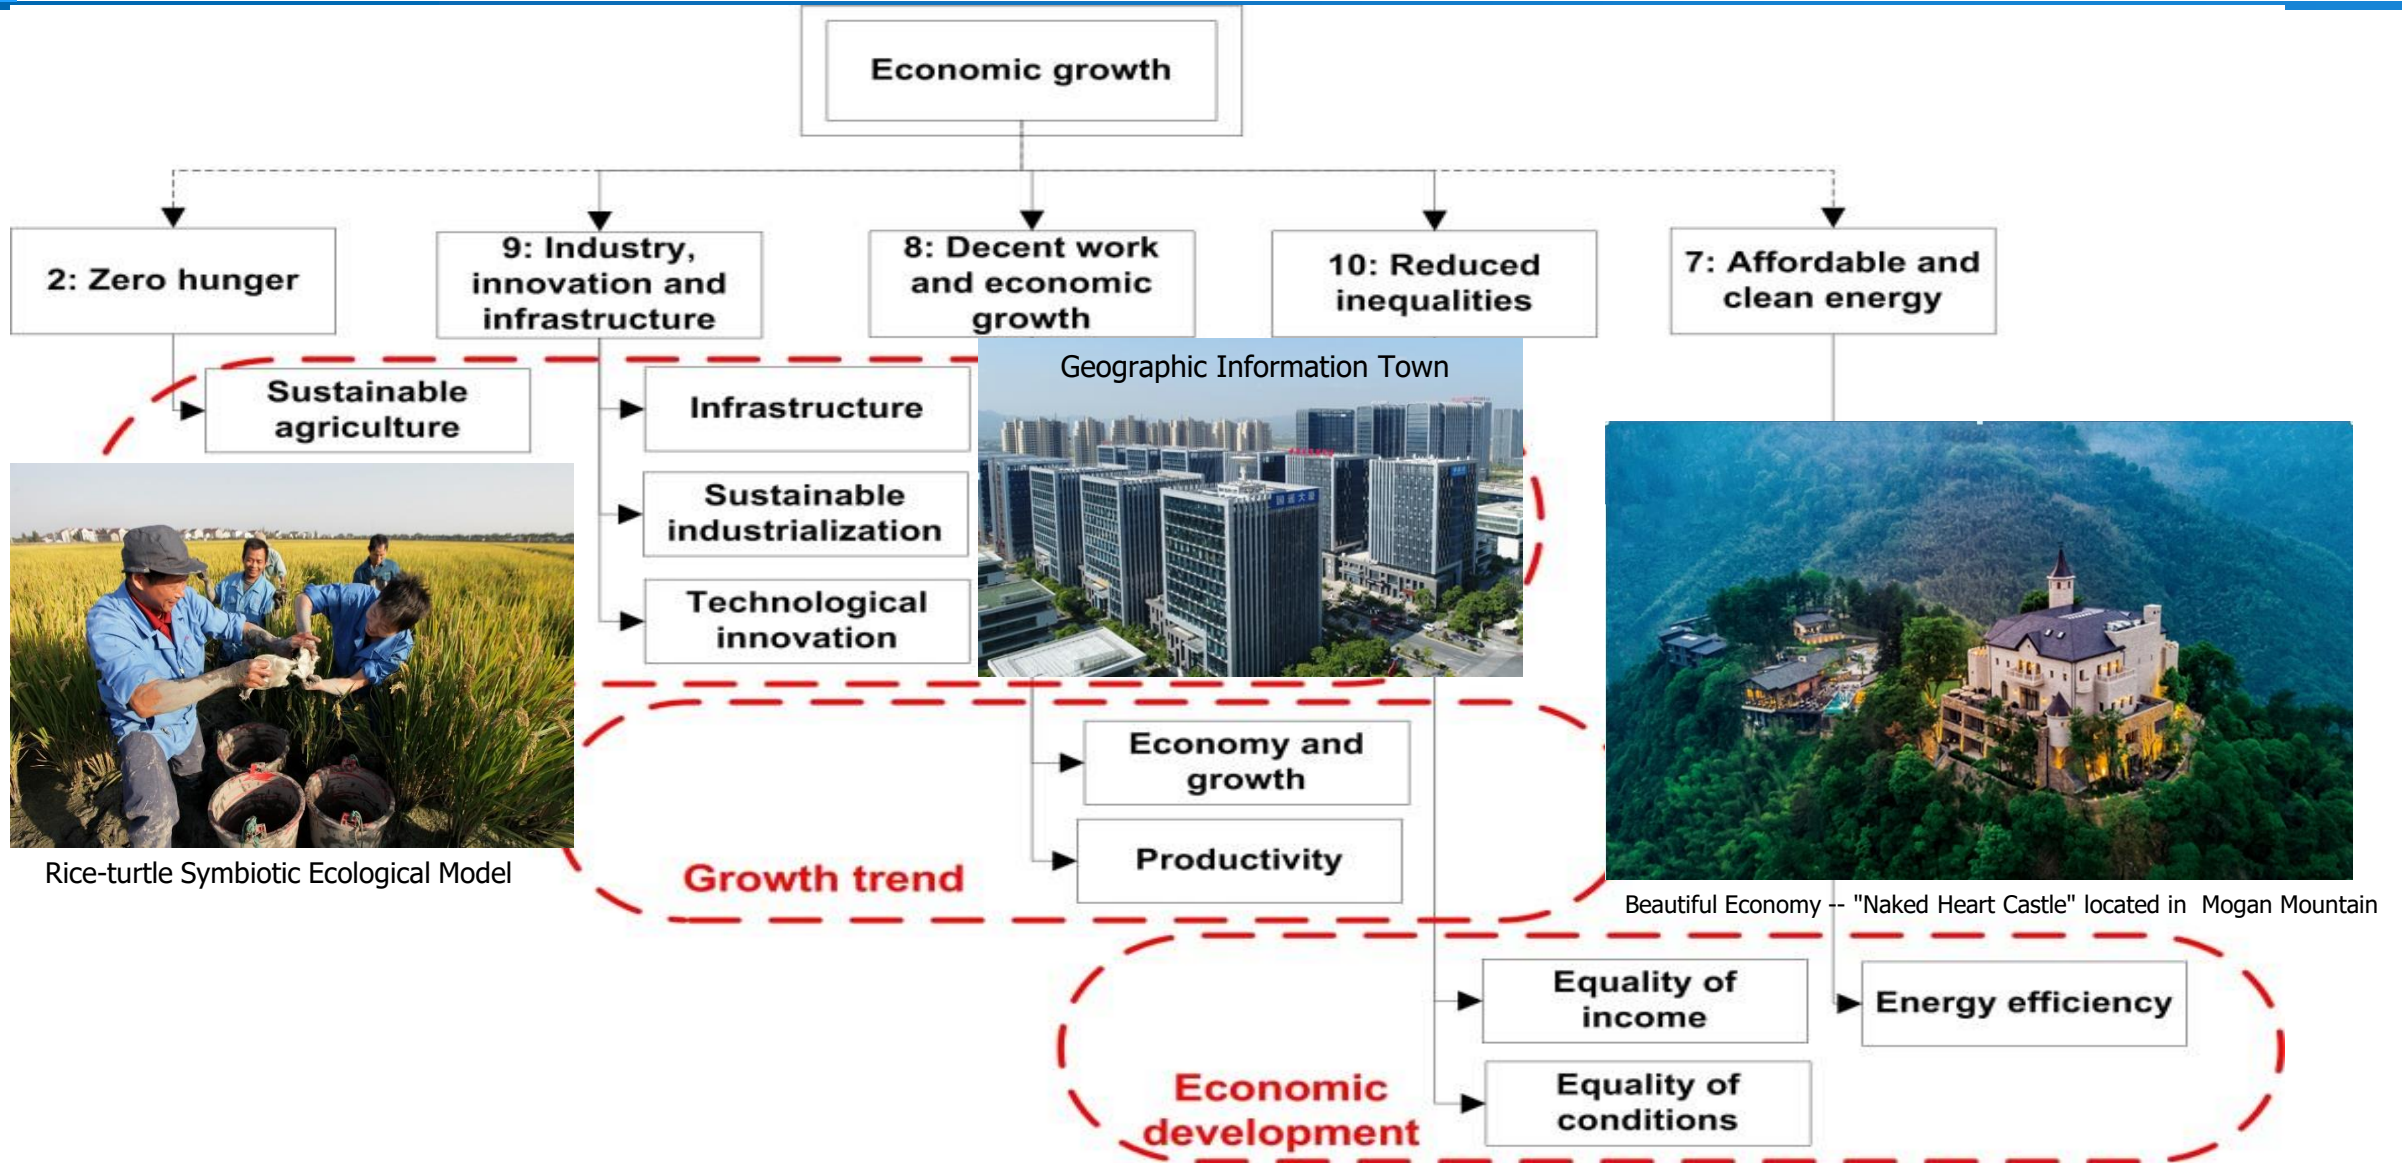 Economic growth
2: Zero hunger
9: Industry,
innovation and
infrastructure
8: Decent work
and economic
growth
10: Reduced
inequalities
7: Affordable and
clean energy
Sustainable
agriculture
Infrastructure
Sustainable
industrialization
Technological
innovation
Geographic Information Town
Rice-turtle Symbiotic Ecological Model
Economy and
growth
Productivity
Growth trend
Beautiful Economy -- "Naked Heart Castle" located in Mogan Mountain
Equality of
income
Energy efficiency
Equality of
conditions
Economic
development